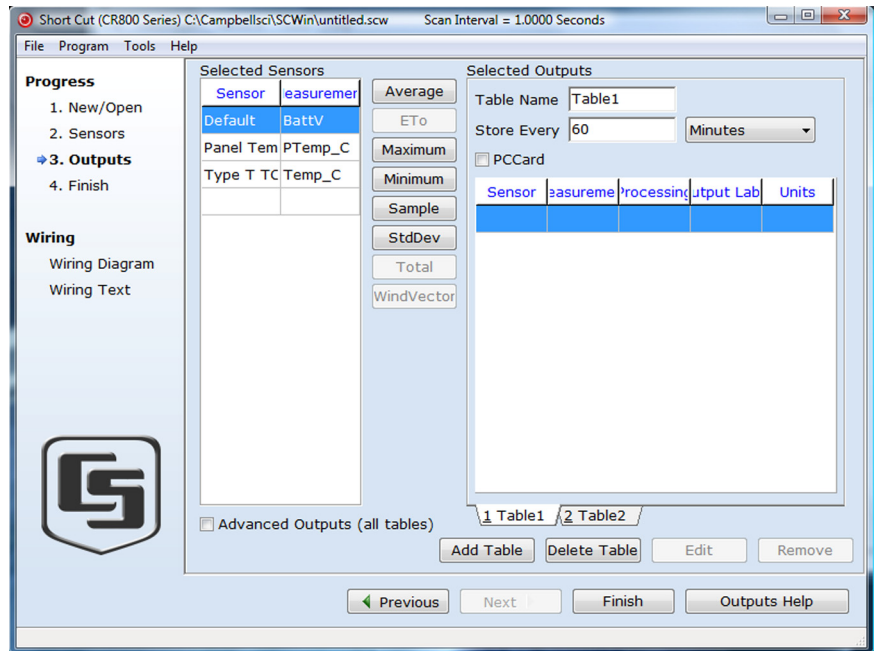 Short Cut (CR800 Series) C:\Campbellsci\SCWin\untitled.scw Scan Interval = 1.0000 Seconds
File Program Tools Help
Progress
1. New/Open
2. Sensors
3. Outputs
4. Finish
Wiring
Wiring Diagram
Wiring Text
CS
Selected Sensors
Sensor easuremer
Default BattV
Panel Tem PTemp_C
Type T TC Temp_C
Advanced Outputs (all tables)
Average
ETo
Maximum
Minimum
Sample
StdDev
Total
WindVector
Selected Outputs
Table Name Table1
Store Every 60 Minutes
PCCard
Sensor easureme Processing utput Lab Units
1 Table1 2 Table2
Add Table Delete Table Edit Remove
Previous Next Finish Outputs Help